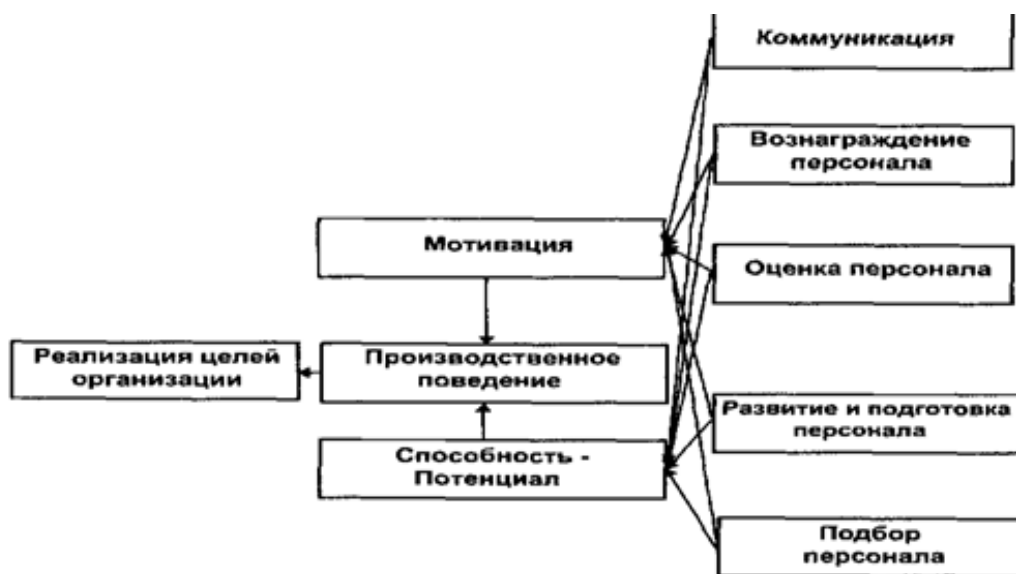 Коммуникация
Вознаграждение
персонала
Мотивация
Оценка персонала
Реализация целей
организации
Производственное
поведение
Развитие и подготовка
персонала
Способность -
Потенциал
Подбор
персонала